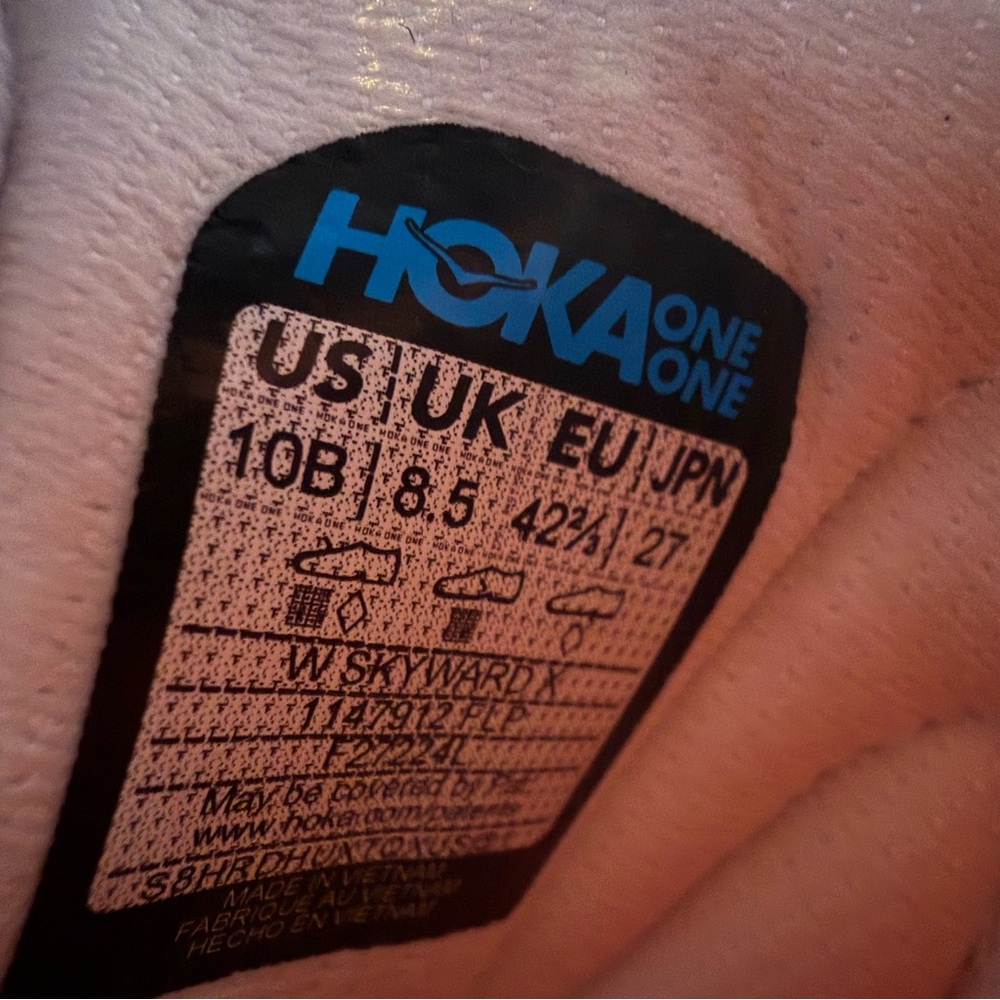 HOKA ONE ONE
US UK EU JPN
10B 8.5 42⅔ 27
W SKYWARD X
1147912 PLP
F27224L
May be covered by Pat.
www.hoka.com/patents
MADE IN VIETNAM
FABRIQUE AU VIETNAM
HECHO EN VIETNAM